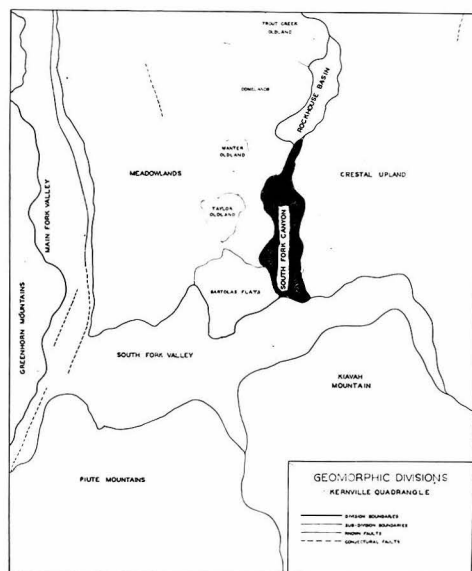 TROUT CREEK
OLDLAND
DOMELANDS
ROCKHOUSE BASIN
MANTER
OLDLAND
MEADOWLANDS
CRESTAL UPLAND
MAIN FORK VALLEY
TAYLOR
OLDLAND
SOUTH FORK CANYON
BARTOLAS FLATS
GREENHORN MOUNTAINS
SOUTH FORK VALLEY
KIAVAH
MOUNTAIN
PIUTE MOUNTAINS
GEOMORPHIC DIVISIONS
KERNVILLE QUADRANGLE
DIVISION BOUNDARIES
SUB-DIVISION BOUNDARIES
KNOWN FAULTS
CONJECTURAL FAULTS